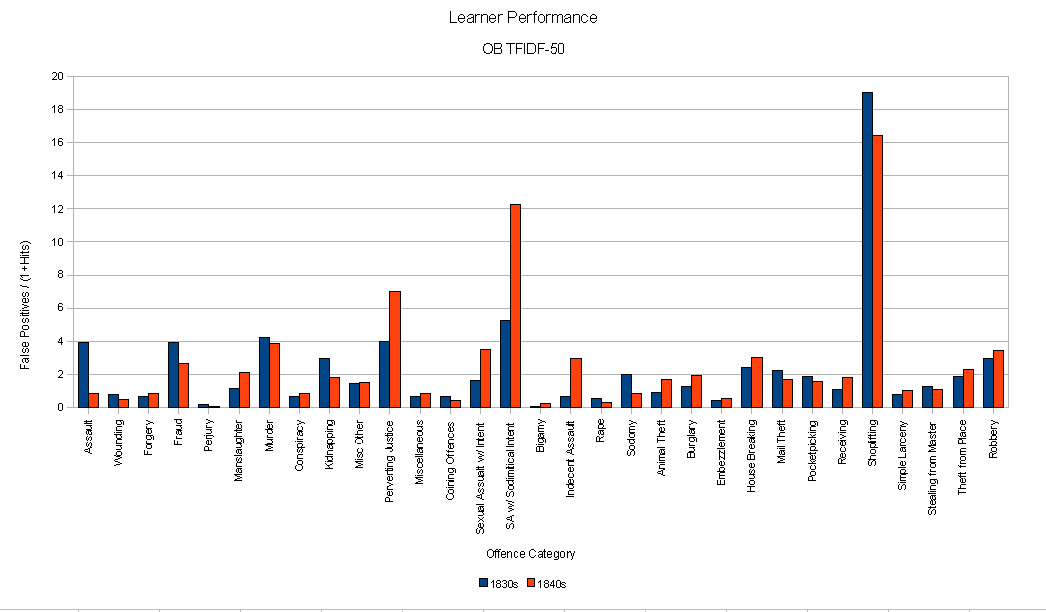 Learner Performance
OB TFIDF-50
False Positives / (1+Hits)
20
18
16
14
12
10
8
6
4
2
0
Assault
Wounding
Forgery
Fraud
Perjury
Manslaughter
Murder
Conspiracy
Kidnapping
Misc Other
Perverting Justice
Miscellaneous
Coining Offences
Sexual Assualt w/ Intent
SA w/ Sodimitical Intent
Bigamy
Indecent Assault
Rape
Sodomy
Animal Theft
Burglary
Embezzlement
House Breaking
Mail Theft
Pocketpicking
Receiving
Shoplifting
Simple Larceny
Stealing from Master
Theft from Place
Robbery
Offence Category
1830s 1840s